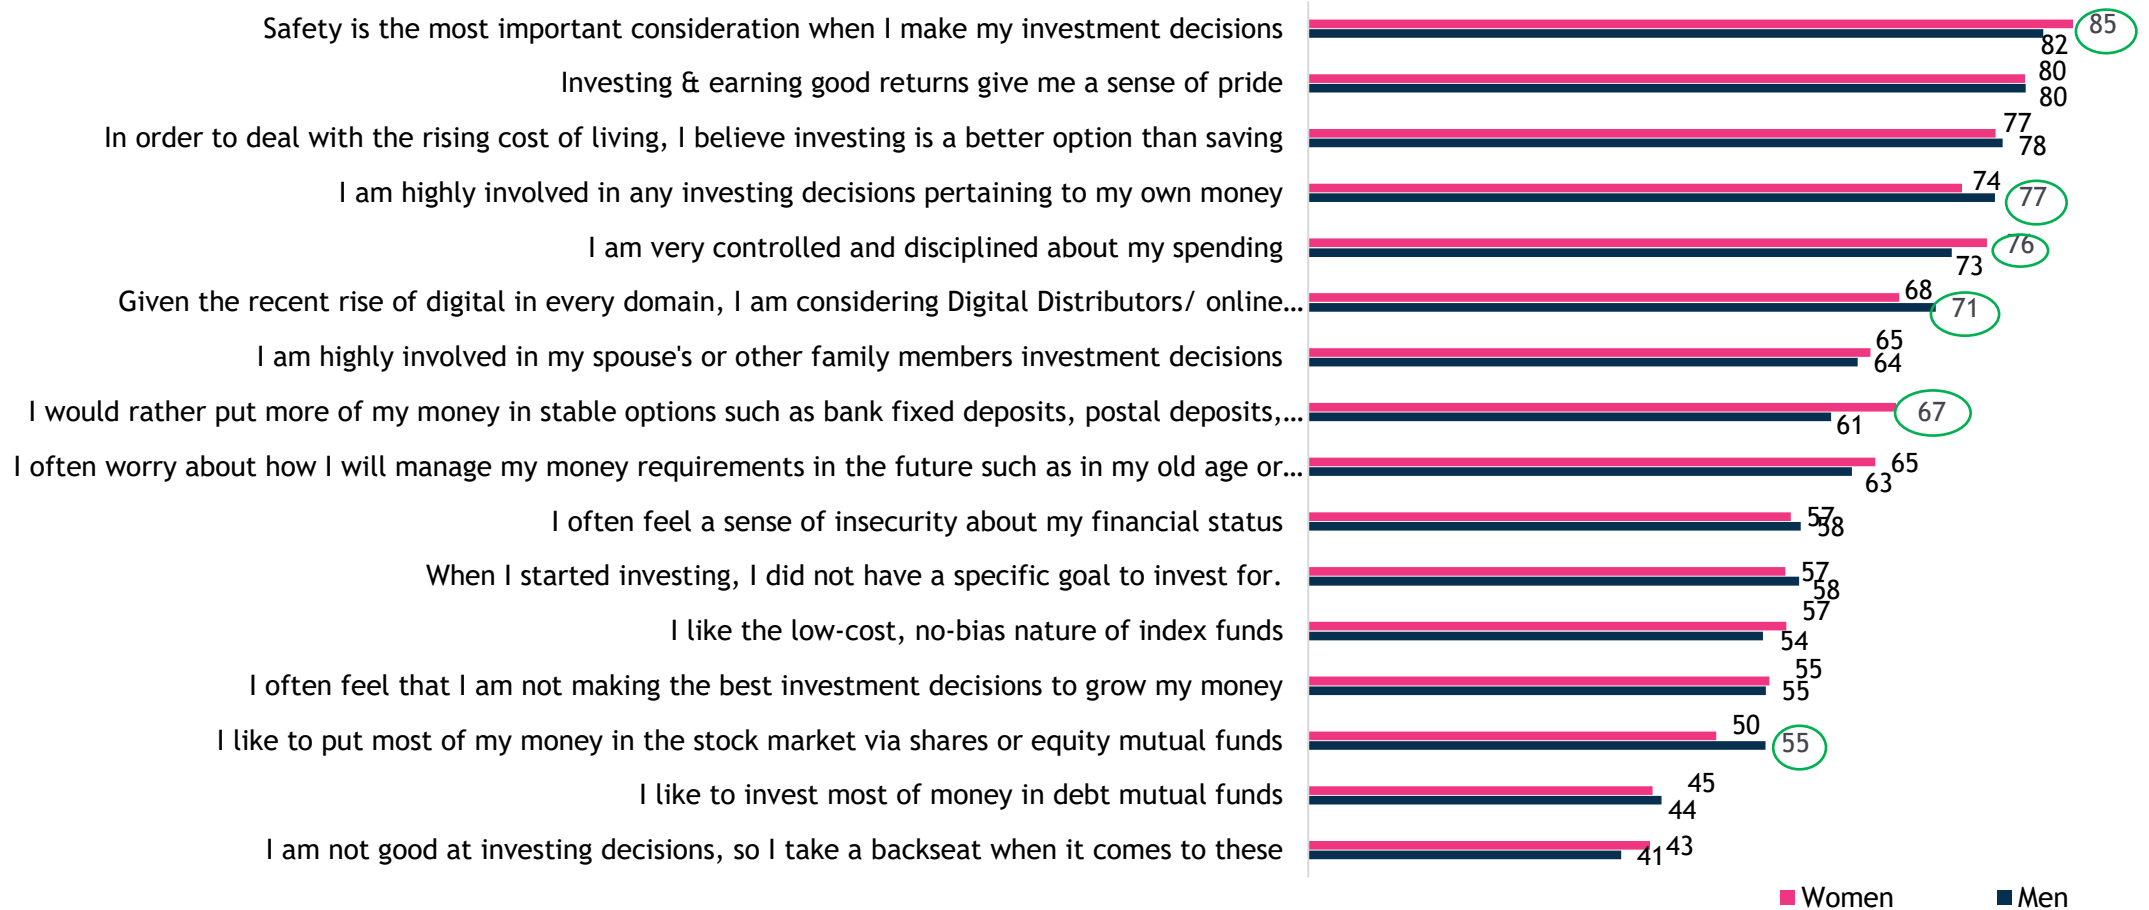 Safety is the most important consideration when I make my investment decisions
85
82
Investing & earning good returns give me a sense of pride
80
80
In order to deal with the rising cost of living, I believe investing is a better option than saving
77
78
I am highly involved in any investing decisions pertaining to my own money
74
77
I am very controlled and disciplined about my spending
76
73
Given the recent rise of digital in every domain, I am considering Digital Distributors/ online…
68
71
I am highly involved in my spouse's or other family members investment decisions
65
64
I would rather put more of my money in stable options such as bank fixed deposits, postal deposits,…
67
61
I often worry about how I will manage my money requirements in the future such as in my old age or…
65
63
I often feel a sense of insecurity about my financial status
57
58
When I started investing, I did not have a specific goal to invest for.
57
58
I like the low-cost, no-bias nature of index funds
57
54
I often feel that I am not making the best investment decisions to grow my money
55
55
I like to put most of my money in the stock market via shares or equity mutual funds
50
55
I like to invest most of money in debt mutual funds
45
44
I am not good at investing decisions, so I take a backseat when it comes to these
43
41
Women
Men